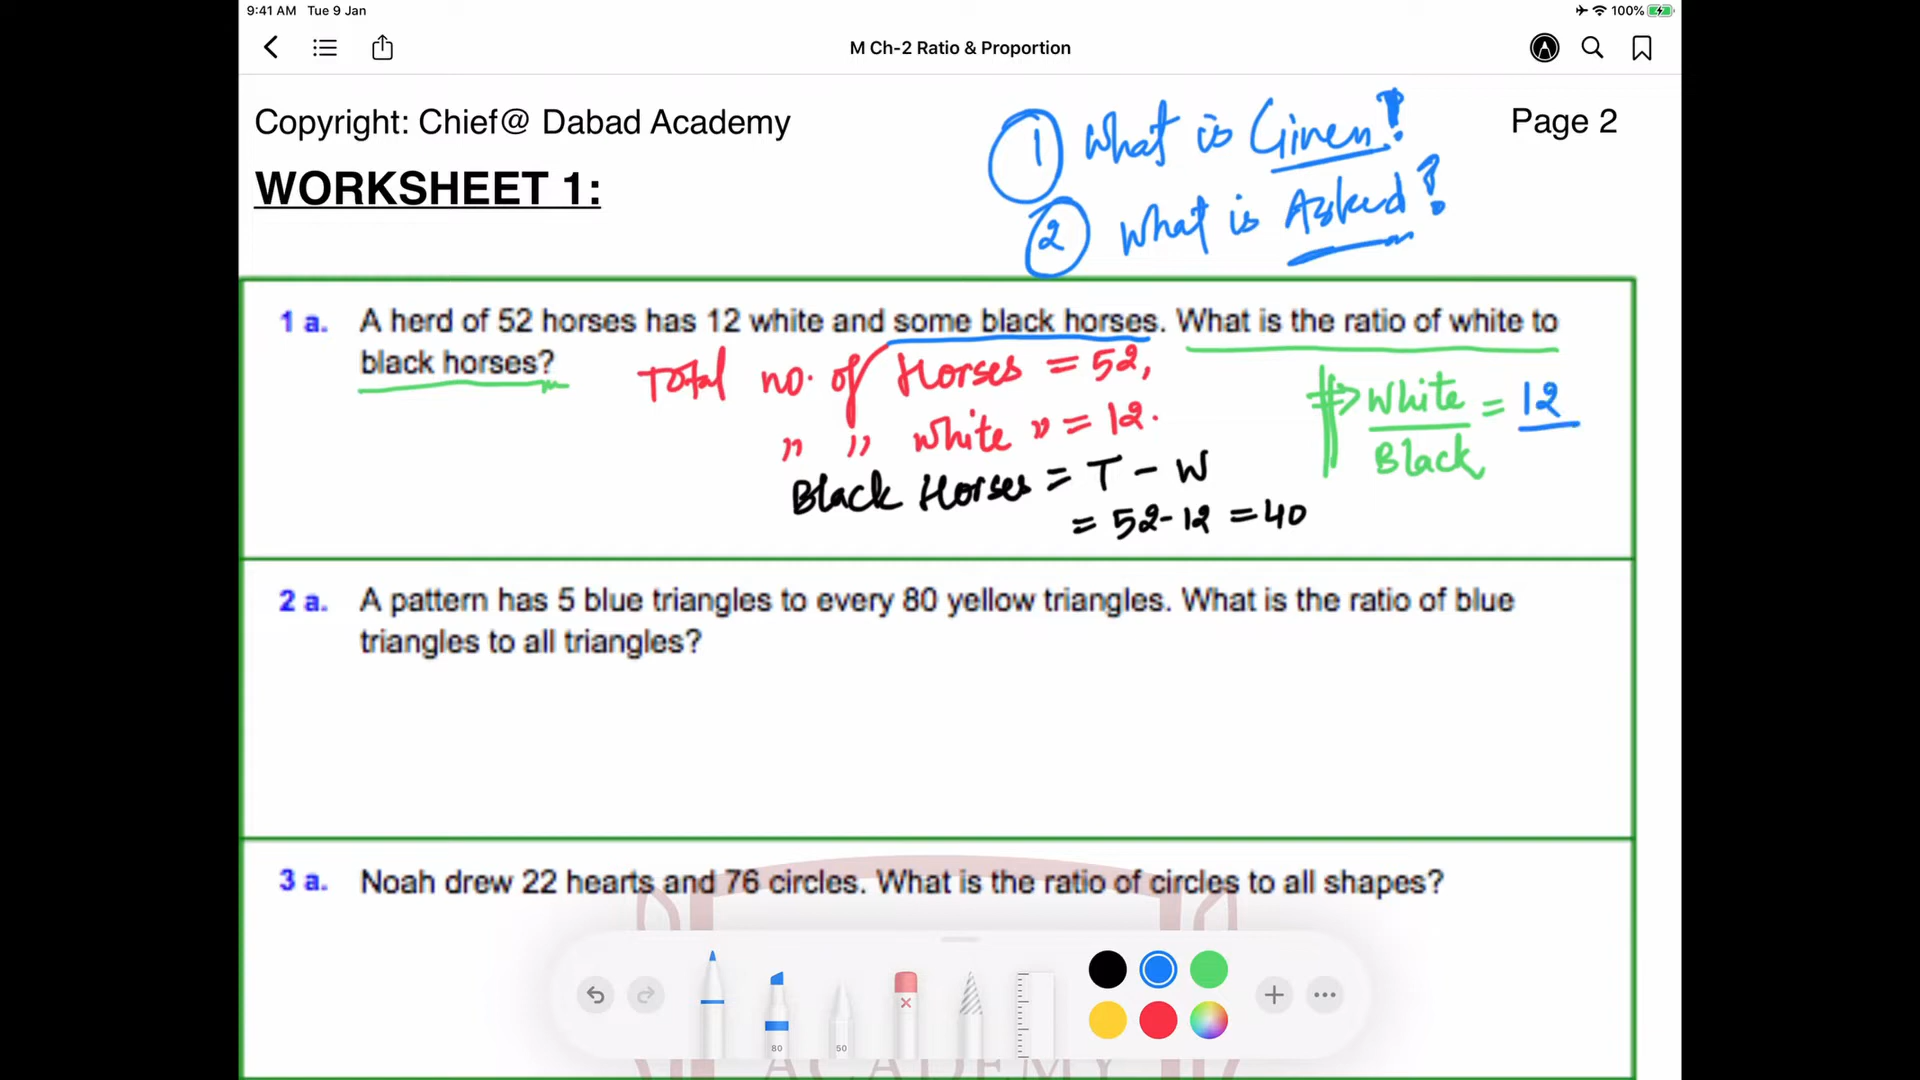 9:41 AM Tue 9 Jan
100%
M Ch-2 Ratio & Proportion
Copyright: Chief@ Dabad Academy
Page 2
WORKSHEET 1:
① What is Given?
② What is Asked?
1 a. A herd of 52 horses has 12 white and some black horses. What is the ratio of white to
black horses?
Total no. of Horses = 52,
” ” white ” = 12.
Black Horses = T - W
= 52 - 12 = 40
⇒ White = 12
Black
2 a. A pattern has 5 blue triangles to every 80 yellow triangles. What is the ratio of blue
triangles to all triangles?
3 a. Noah drew 22 hearts and 76 circles. What is the ratio of circles to all shapes?
80
50
ACADEMY